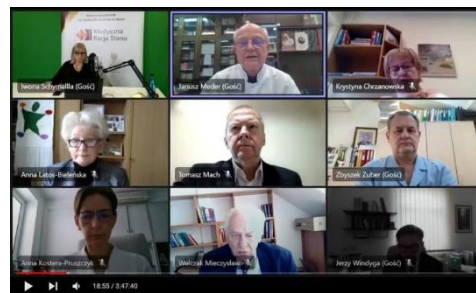 Medyczna
Racja Stanu
Iwona Schymalla (Gość)
Janusz Meder (Gość)
Krystyna Chrzanowska
Anna Latos-Bieleńska
Tomasz Mach
Zbyszek Zuber (Gość)
Anna Kostera-Pruszczyk
Walczak Mieczysław
Jerzy Windyga (Gość)
18:55 / 3:47:40